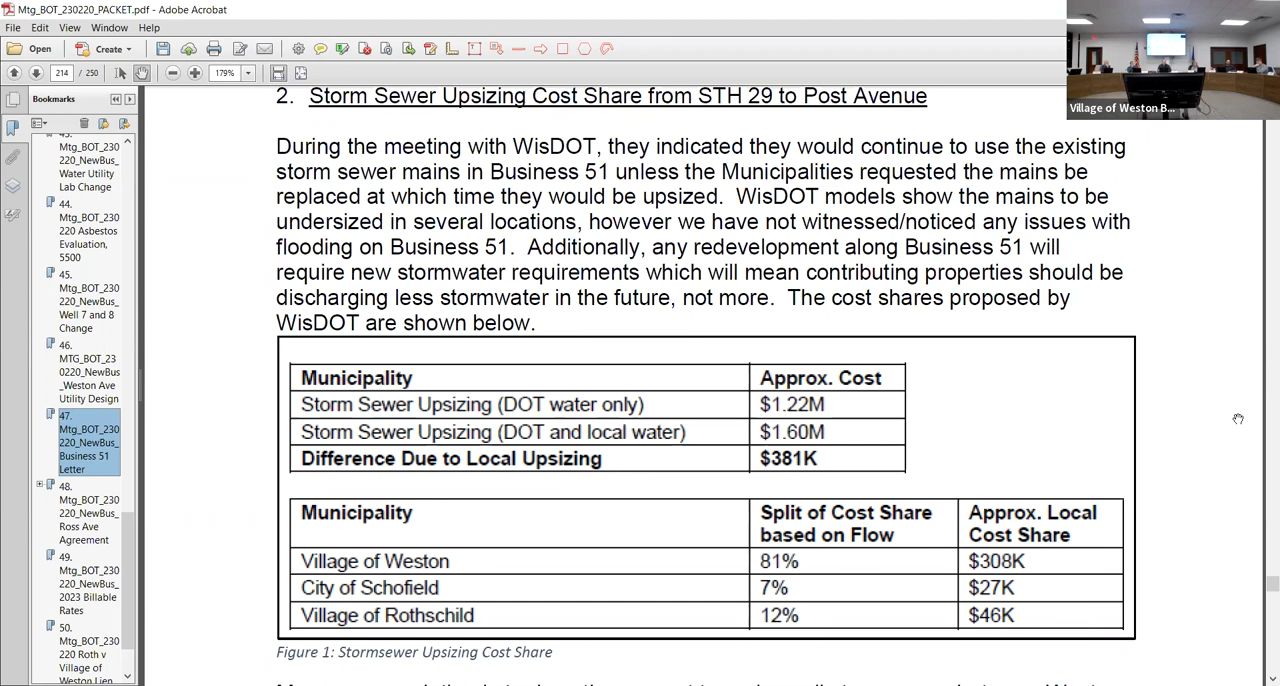 Mtg_BOT_230220_PACKET.pdf - Adobe Acrobat
File Edit View Window Help
Open Create
214 / 250 179%
Village of Weston B...
Bookmarks
45.
Mtg_BOT_230
220_NewBus_
Water Utility
Lab Change
44.
Mtg_BOT_230
220 Asbestos
Evaluation,
5500
45.
Mtg_BOT_230
220_NewBus_
Well 7 and 8
Change
46.
MTG_BOT_23
0220_NewBus
_Weston Ave
Utility Design
47.
Mtg_BOT_230
220_NewBus_
Business 51
Letter
48.
Mtg_BOT_230
220_NewBus_
Ross Ave
Agreement
49.
Mtg_BOT_230
220_NewBus_
2023 Billable
Rates
50.
Mtg_BOT_230
220 Roth v
Village of
Weston Lien
2. Storm Sewer Upsizing Cost Share from STH 29 to Post Avenue
During the meeting with WisDOT, they indicated they would continue to use the existing
storm sewer mains in Business 51 unless the Municipalities requested the mains be
replaced at which time they would be upsized. WisDOT models show the mains to be
undersized in several locations, however we have not witnessed/noticed any issues with
flooding on Business 51. Additionally, any redevelopment along Business 51 will
require new stormwater requirements which will mean contributing properties should be
discharging less stormwater in the future, not more. The cost shares proposed by
WisDOT are shown below.
Municipality Approx. Cost
Storm Sewer Upsizing (DOT water only) $1.22M
Storm Sewer Upsizing (DOT and local water) $1.60M
Difference Due to Local Upsizing $381K
Municipality Split of Cost Share Approx. Local
based on Flow Cost Share
Village of Weston 81% $308K
City of Schofield 7% $27K
Village of Rothschild 12% $46K
Figure 1: Stormsewer Upsizing Cost Share